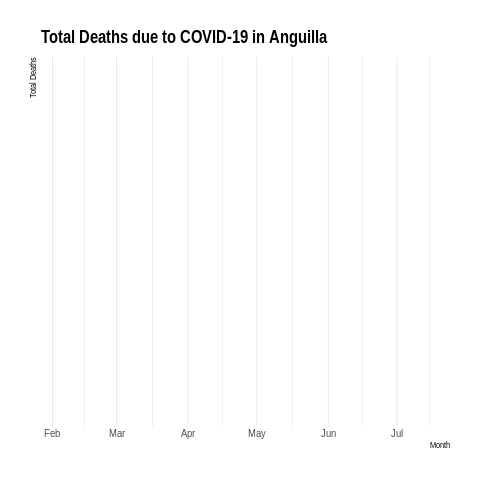 Total Deaths due to COVID-19 in Anguilla
Total Deaths
Feb Mar Apr May Jun Jul
Month